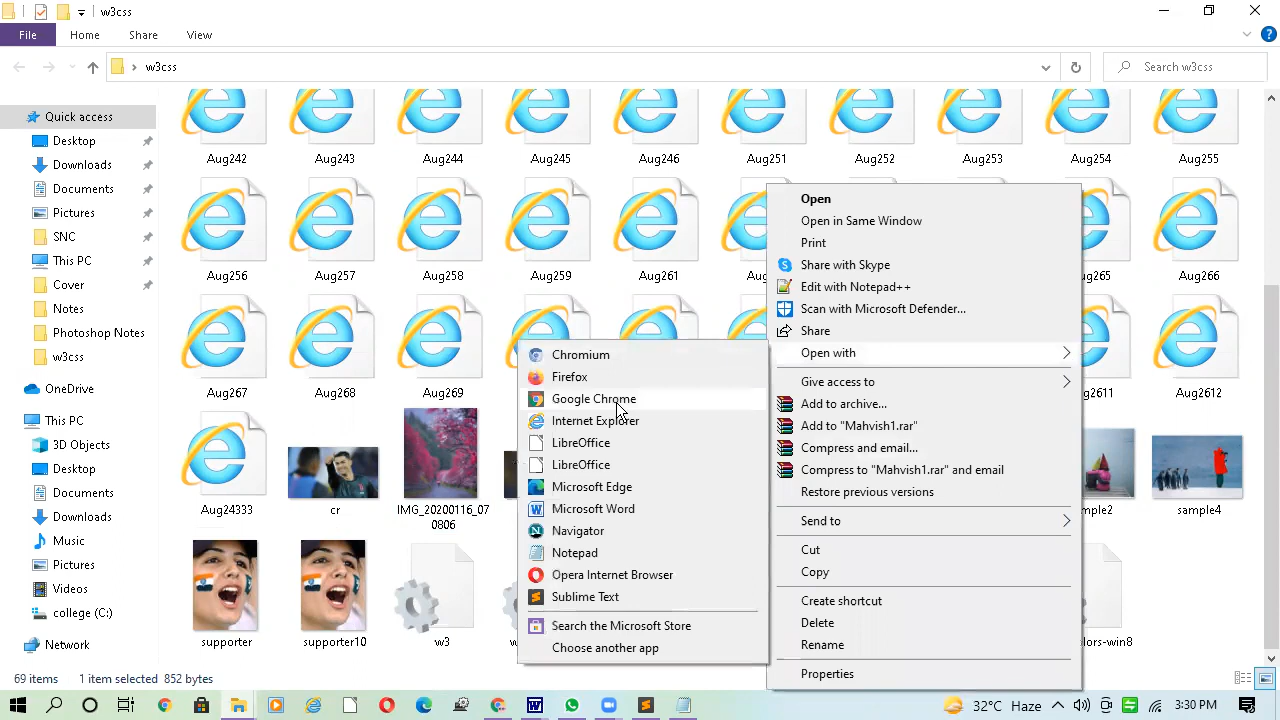 w3css
File
Home
Share
View
w3css
Search w3css
Quick access
Desktop
Downloads
Documents
Pictures
SNC
This PC
Cover
Notes
Photoshop Notes
w3css
OneDrive
This PC
3D Objects
Desktop
Documents
Downloads
Music
Pictures
Videos
college (C:)
Network
Aug242
Aug243
Aug244
Aug245
Aug246
Aug251
Aug252
Aug253
Aug254
Aug255
Aug256
Aug257
Aug258
Aug259
Aug261
Aug266
Aug267
Aug268
Aug269
Aug2612
Aug24333
cr
IMG_20200116_07
0806
sample4
supporter
supporter10
w3
Open
Open in Same Window
Print
Share with Skype
Edit with Notepad++
Scan with Microsoft Defender...
Share
Open with
Give access to
Add to archive...
Add to "Mahvish1.rar"
Compress and email...
Compress to "Mahvish1.rar" and email
Restore previous versions
Send to
Cut
Copy
Create shortcut
Delete
Rename
Properties
Chromium
Firefox
Google Chrome
Internet Explorer
LibreOffice
LibreOffice
Microsoft Edge
Microsoft Word
Navigator
Notepad
Opera Internet Browser
Sublime Text
Search the Microsoft Store
Choose another app
69 items
1 item selected
852 bytes
32°C Haze
3:30 PM